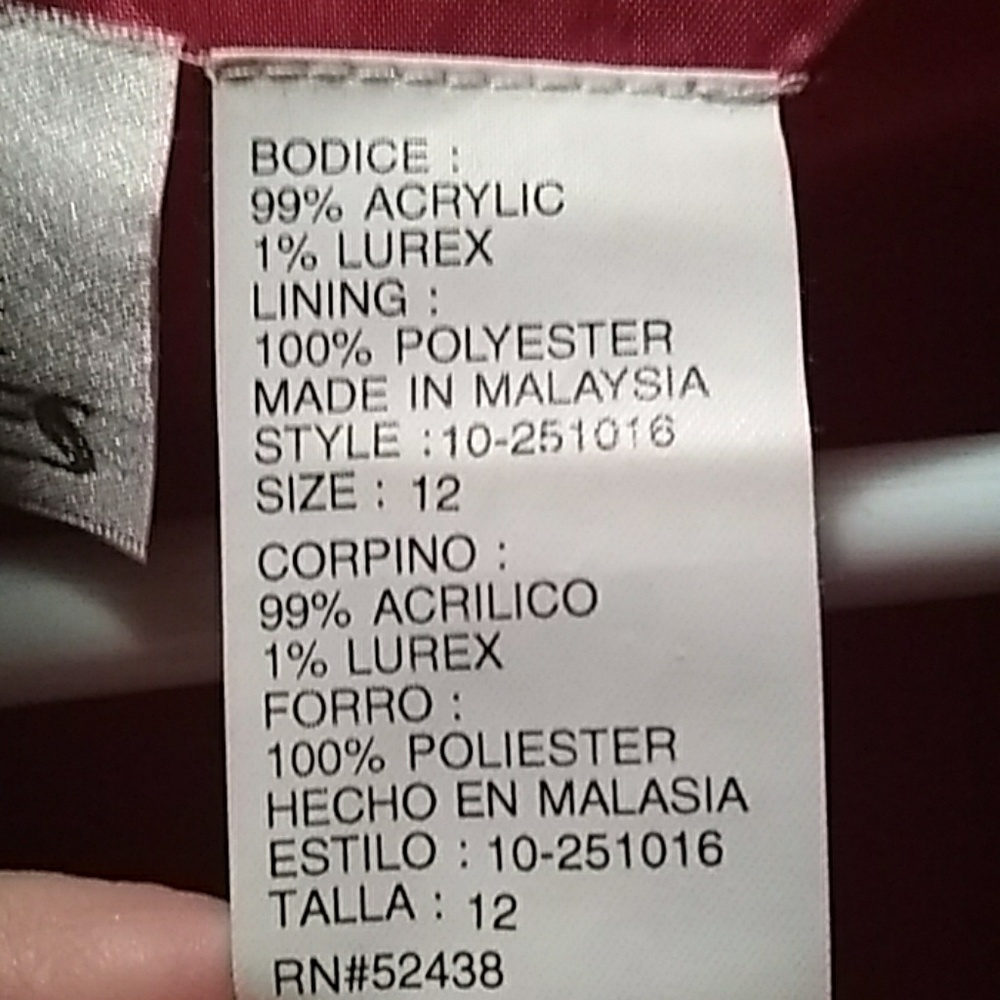 BODICE :
99% ACRYLIC
1% LUREX
LINING :
100% POLYESTER
MADE IN MALAYSIA
STYLE :10-251016
SIZE : 12
CORPINO :
99% ACRILICO
1% LUREX
FORRO :
100% POLIESTER
HECHO EN MALASIA
ESTILO : 10-251016
TALLA : 12
RN#52438